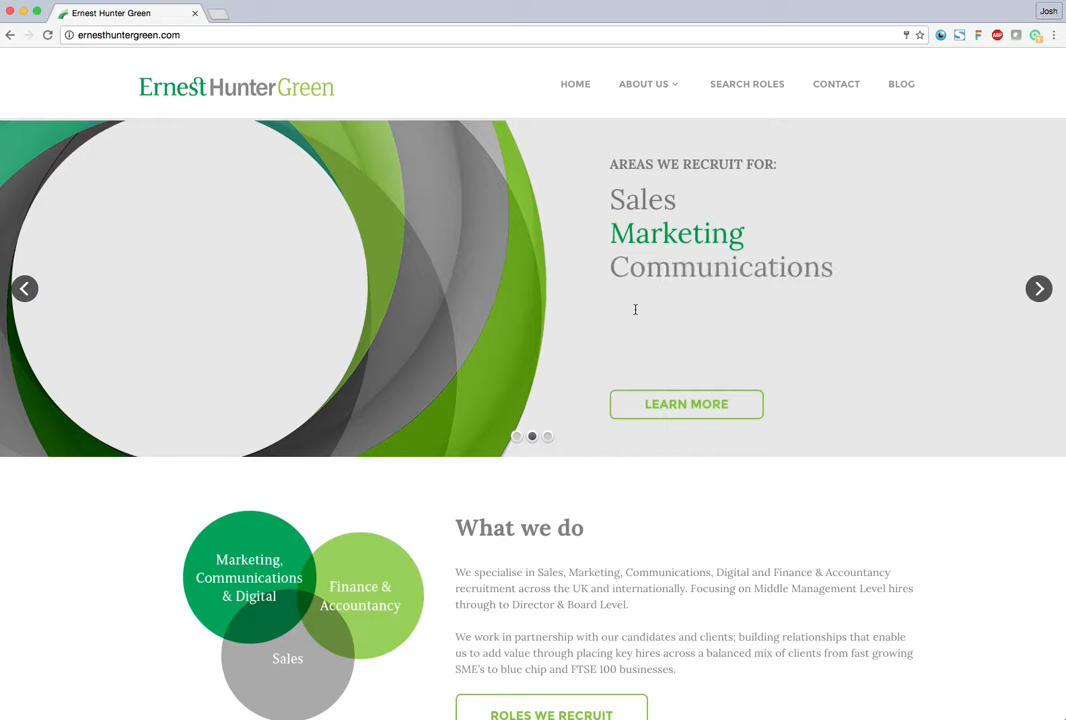 Ernest Hunter Green
Josh
ernesthuntergreen.com
ABP
Ernest Hunter Green
HOME ABOUT US SEARCH ROLES CONTACT BLOG
AREAS WE RECRUIT FOR:
Sales
Marketing
Communications
LEARN MORE
Marketing,
Communications
& Digital
Finance &
Accountancy
Sales
What we do
We specialise in Sales, Marketing, Communications, Digital and Finance & Accountancy
recruitment across the UK and internationally. Focusing on Middle Management Level hires
through to Director & Board Level.
We work in partnership with our candidates and clients; building relationships that enable
us to add value through placing key hires across a balanced mix of clients from fast growing
SME's to blue chip and FTSE 100 businesses.
ROLES WE RECRUIT